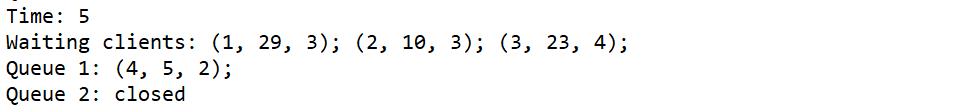 Time: 5
Waiting clients: (1, 29, 3); (2, 10, 3); (3, 23, 4);
Queue 1: (4, 5, 2);
Queue 2: closed